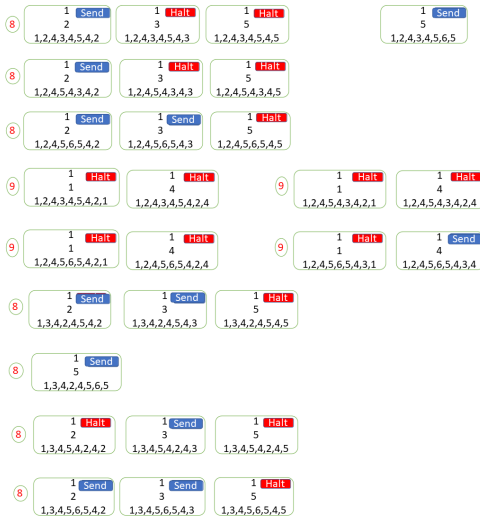 1 Send 1 Halt 1 Halt 1 Send
8 2 3 5 5
1,2,4,3,4,5,4,2 1,2,4,3,4,5,4,3 1,2,4,3,4,5,4,5 1,2,4,3,4,5,6,5
1 Send 1 Halt 1 Halt
8 2 3 5
1,2,4,5,4,3,4,2 1,2,4,5,4,3,4,3 1,2,4,5,4,3,4,5
1 Send 1 Send 1 Halt
8 2 3 5
1,2,4,5,6,5,4,2 1,2,4,5,6,5,4,3 1,2,4,5,6,5,4,5
1 Halt 1 Halt 1 Halt 1 Halt
9 1 4 9 1 4
1,2,4,3,4,5,4,2,1 1,2,4,3,4,5,4,2,4 1,2,4,5,4,3,4,2,1 1,2,4,5,4,3,4,2,4
1 Halt 1 Halt 1 Halt 1 Send
9 1 4 9 1 4
1,2,4,5,6,5,4,2,1 1,2,4,5,6,5,4,2,4 1,2,4,5,6,5,4,3,1 1,2,4,5,6,5,4,3,4
1 Send 1 Send 1 Halt
8 2 3 5
1,3,4,2,4,5,4,2 1,3,4,2,4,5,4,3 1,3,4,2,4,5,4,5
1 Send
8 5
1,3,4,2,4,5,6,5
1 Halt 1 Send 1 Halt
8 2 3 5
1,3,4,5,4,2,4,2 1,3,4,5,4,2,4,3 1,3,4,5,4,2,4,5
1 Send 1 Send 1 Halt
8 2 3 5
1,3,4,5,6,5,4,2 1,3,4,5,6,5,4,3 1,3,4,5,6,5,4,5